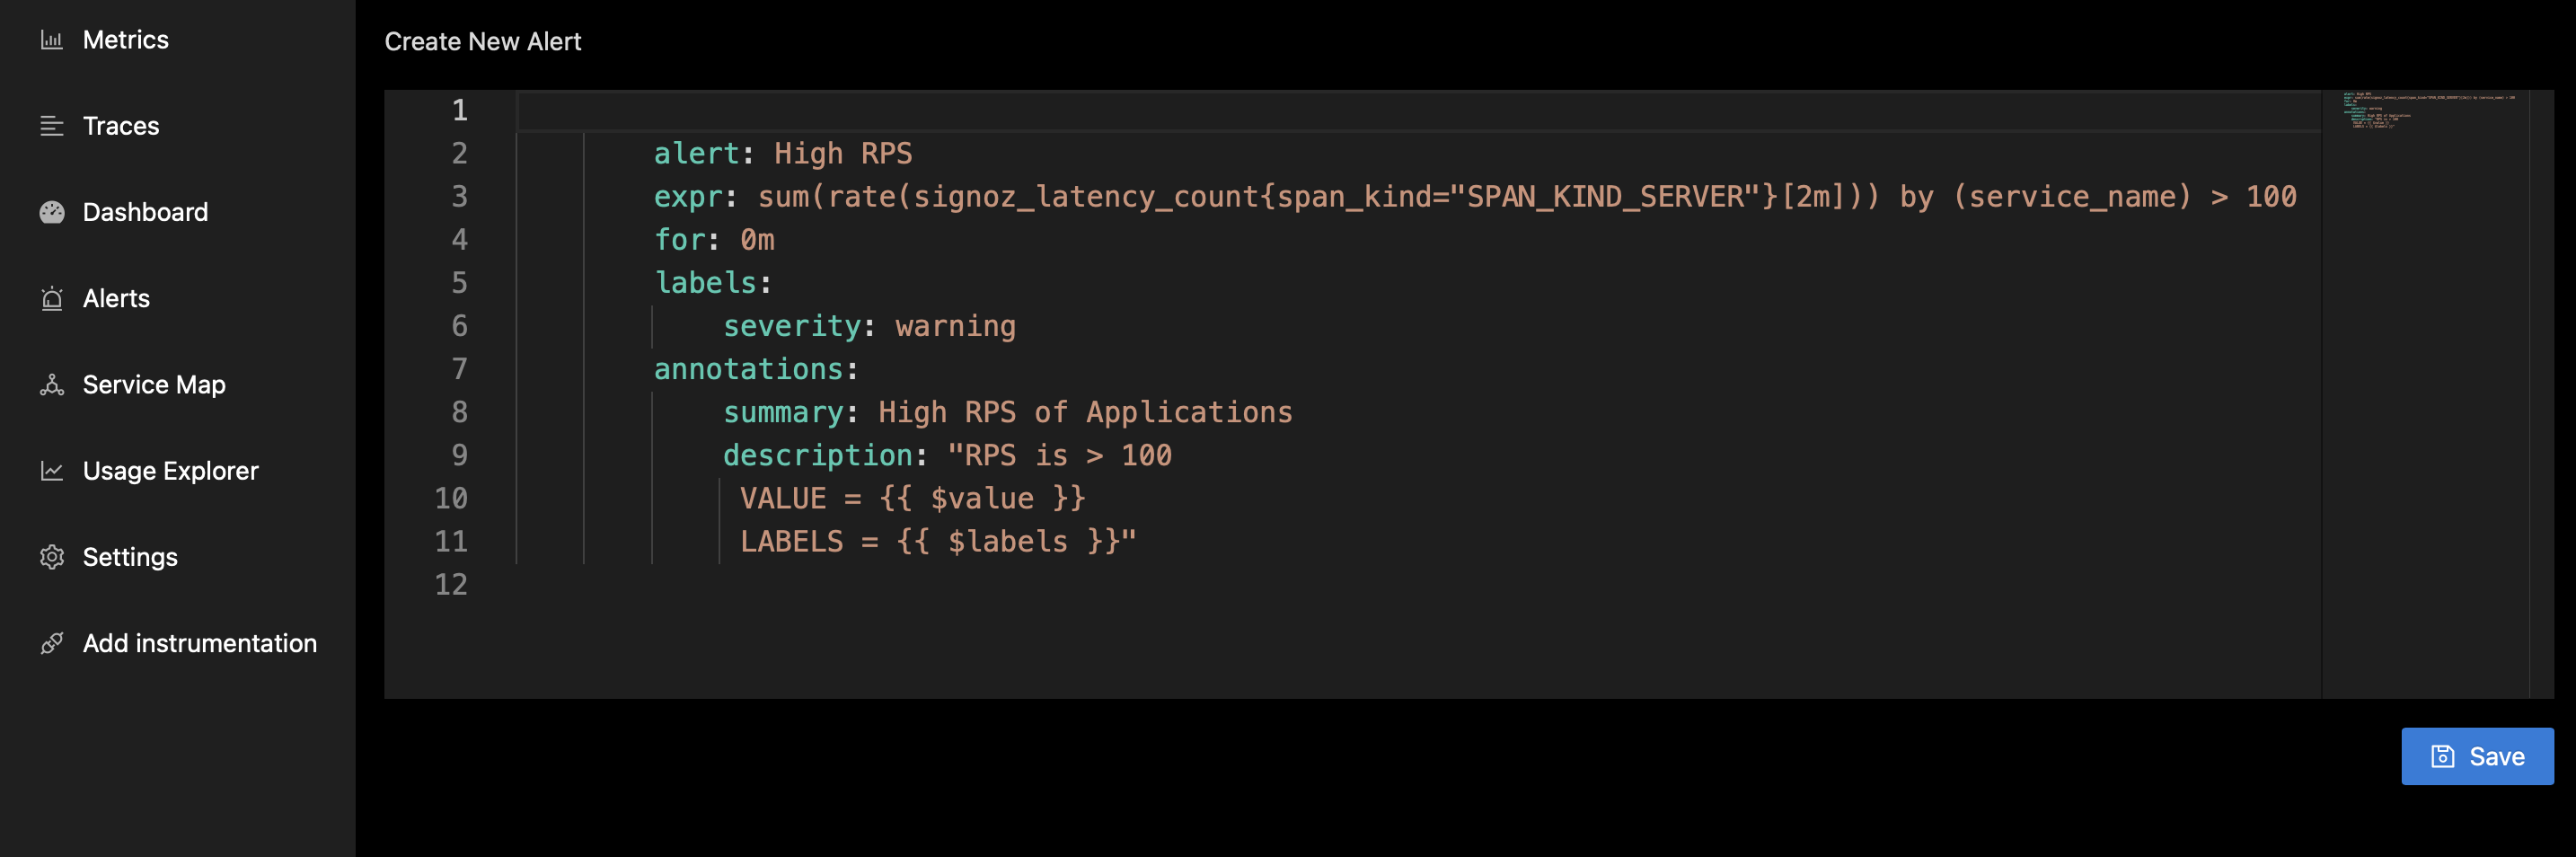 Metrics
Traces
Dashboard
Alerts
Service Map
Usage Explorer
Settings
Add instrumentation
Create New Alert
1
2 alert: High RPS
3 expr: sum(rate(signoz_latency_count{span_kind="SPAN_KIND_SERVER"}[2m])) by (service_name) > 100
4 for: 0m
5 labels:
6 severity: warning
7 annotations:
8 summary: High RPS of Applications
9 description: "RPS is > 100
10 VALUE = {{ $value }}
11 LABELS = {{ $labels }}"
12
Save